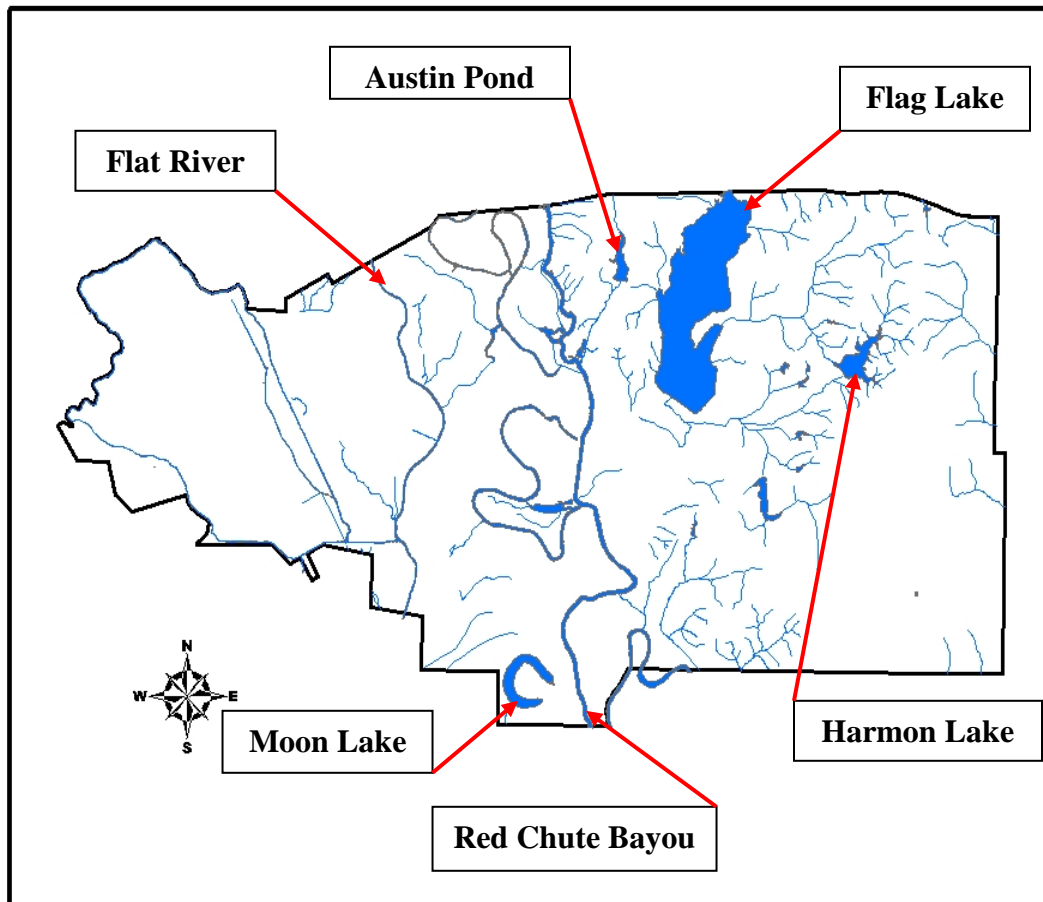 Austin Pond
Flag Lake
Flat River
N
W E
S
Moon Lake
Harmon Lake
Red Chute Bayou